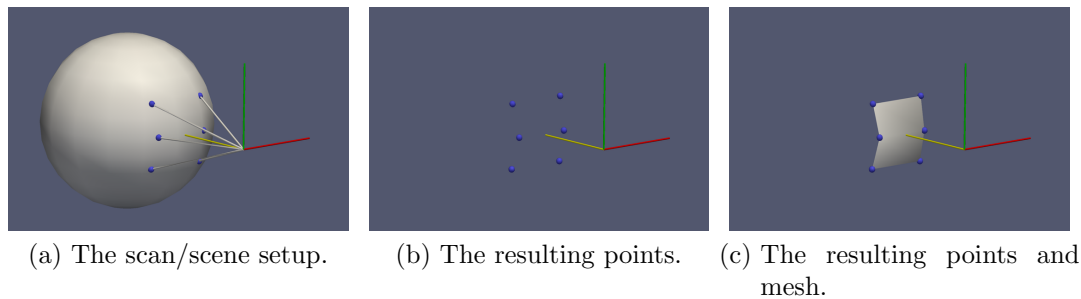 (a) The scan/scene setup.
(b) The resulting points.
(c) The resulting points and
mesh.